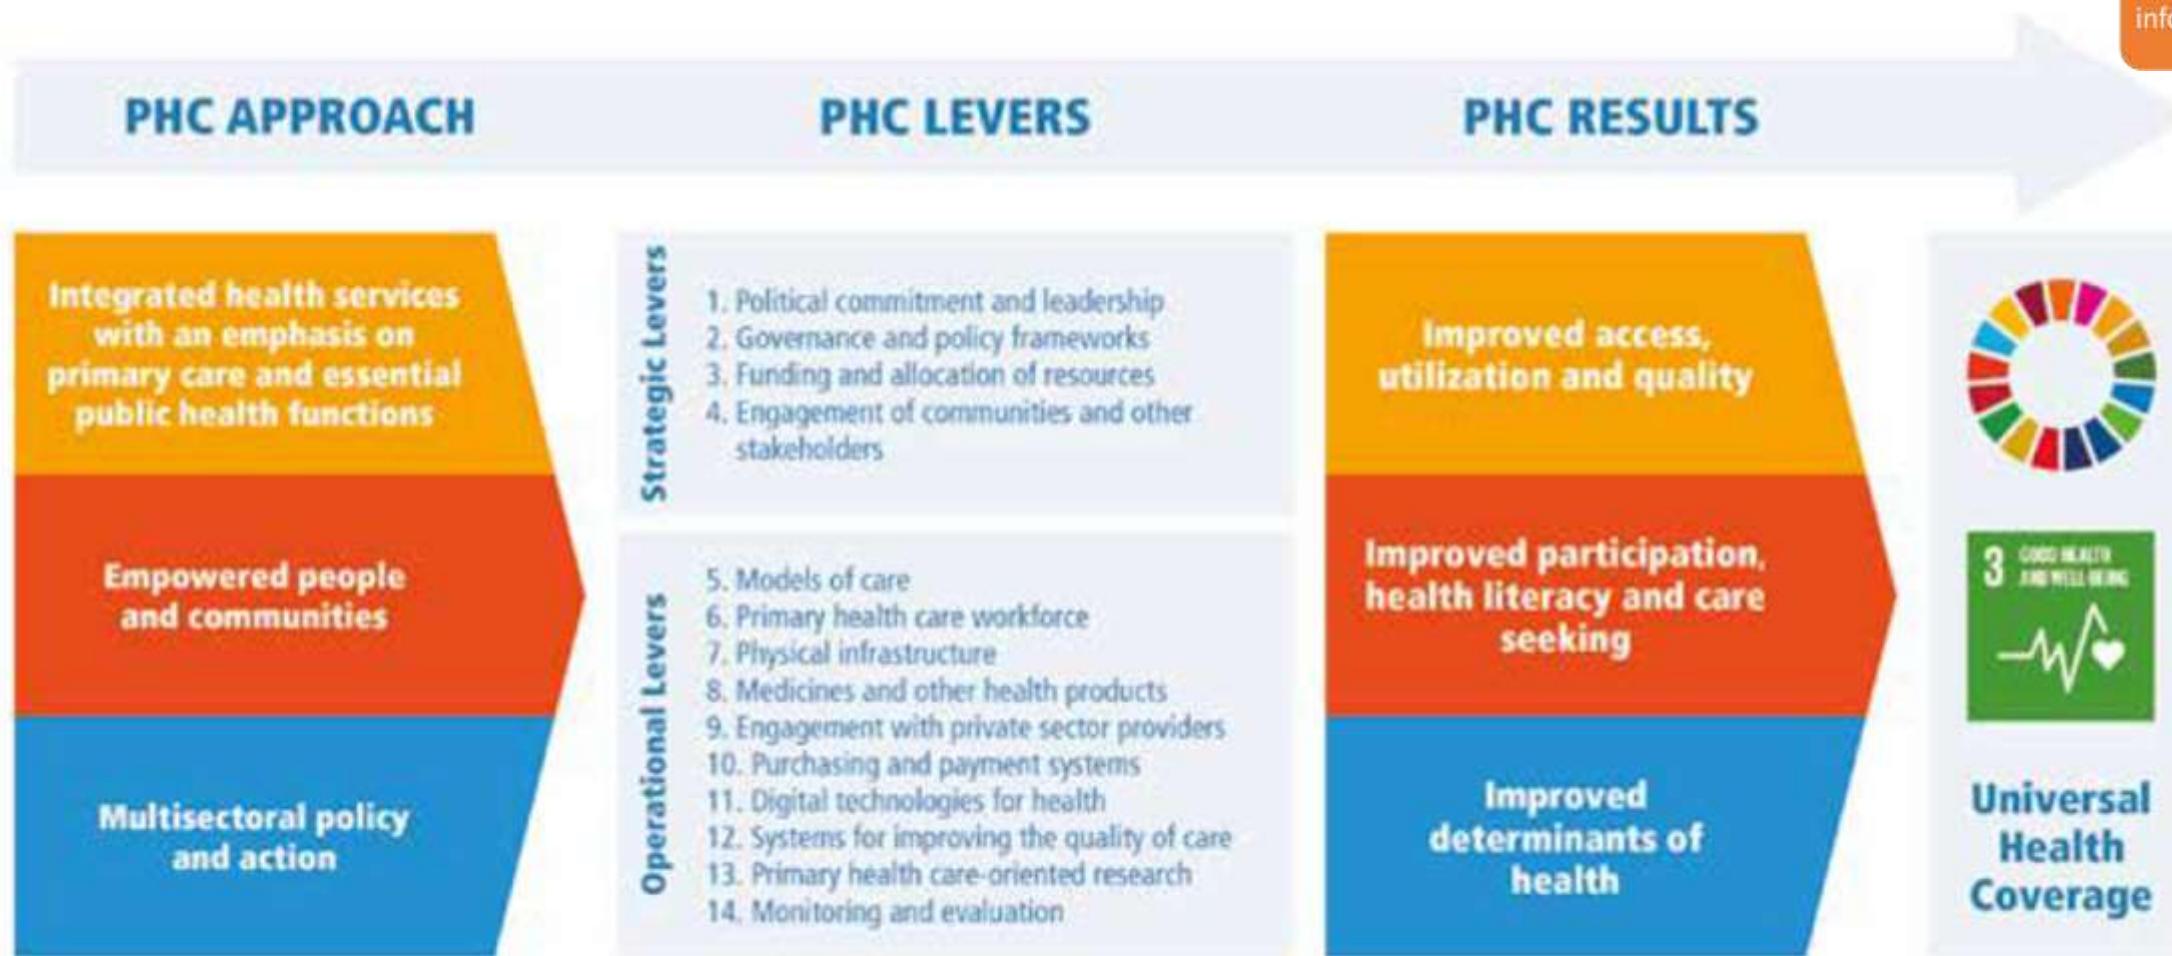 info
PHC APPROACH
PHC LEVERS
PHC RESULTS
Integrated health services
with an emphasis on
primary care and essential
public health functions
Empowered people
and communities
Multisectoral policy
and action
Strategic Levers
1. Political commitment and leadership
2. Governance and policy frameworks
3. Funding and allocation of resources
4. Engagement of communities and other
stakeholders
Operational Levers
5. Models of care
6. Primary health care workforce
7. Physical infrastructure
8. Medicines and other health products
9. Engagement with private sector providers
10. Purchasing and payment systems
11. Digital technologies for health
12. Systems for improving the quality of care
13. Primary health care-oriented research
14. Monitoring and evaluation
Improved access,
utilization and quality
Improved participation,
health literacy and care
seeking
Improved
determinants of
health
3 GOOD HEALTH
AND WELL-BEING
Universal
Health
Coverage